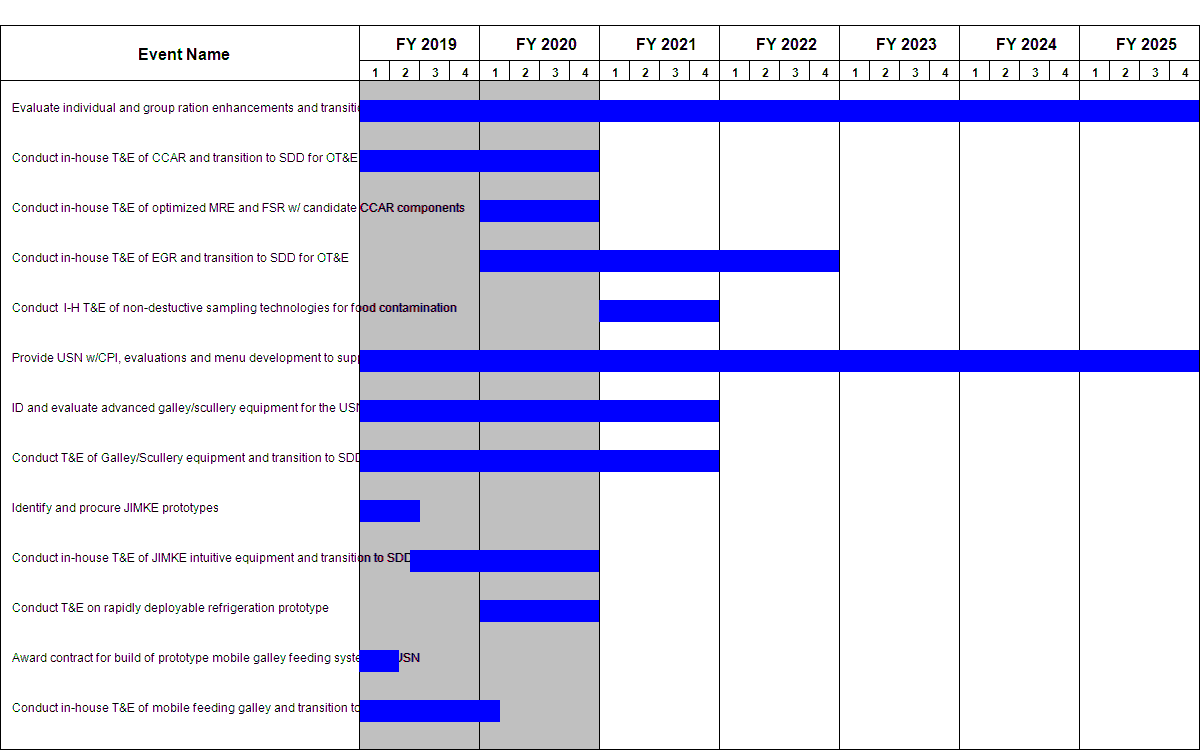 Event Name FY 2019 FY 2020 FY 2021 FY 2022 FY 2023 FY 2024 FY 2025
1 2 3 4 1 2 3 4 1 2 3 4 1 2 3 4 1 2 3 4 1 2 3 4 1 2 3 4
Evaluate individual and group ration enhancements and
Conduct in-house T&E of CCAR and transition to SDD for OT&E
Conduct in-house T&E of optimized MRE and FSR w/ candidate CCAR components
Conduct in-house T&E of EGR and transition to SDD for OT&E
Conduct I-H T&E of non-destuctive sampling technologies for food contamination
Provide USN w/CPI, evaluations and menu development to
ID and evaluate advanced galley/scullery equipment for the USN
Conduct T&E of Galley/Scullery equipment and transition to SDD
Identify and procure JIMKE prototypes
Conduct in-house T&E of JIMKE intuitive equipment and transition to SDD
Conduct T&E on rapidly deployable refrigeration prototype
Award contract for build of prototype mobile galley feeding USN
Conduct in-house T&E of mobile feeding galley and transition to